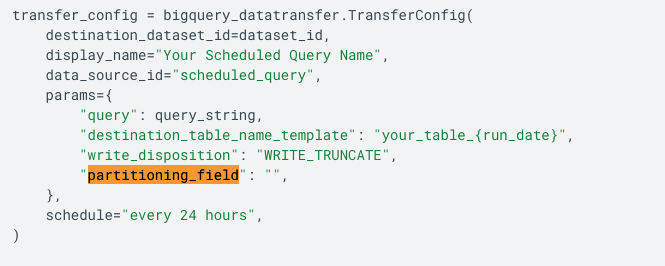 transfer_config = bigquery_datatransfer.TransferConfig(
    destination_dataset_id=dataset_id,
    display_name="Your Scheduled Query Name",
    data_source_id="scheduled_query",
    params={
        "query": query_string,
        "destination_table_name_template": "your_table_{run_date}",
        "write_disposition": "WRITE_TRUNCATE",
        "partitioning_field": "",
    },
    schedule="every 24 hours",
)